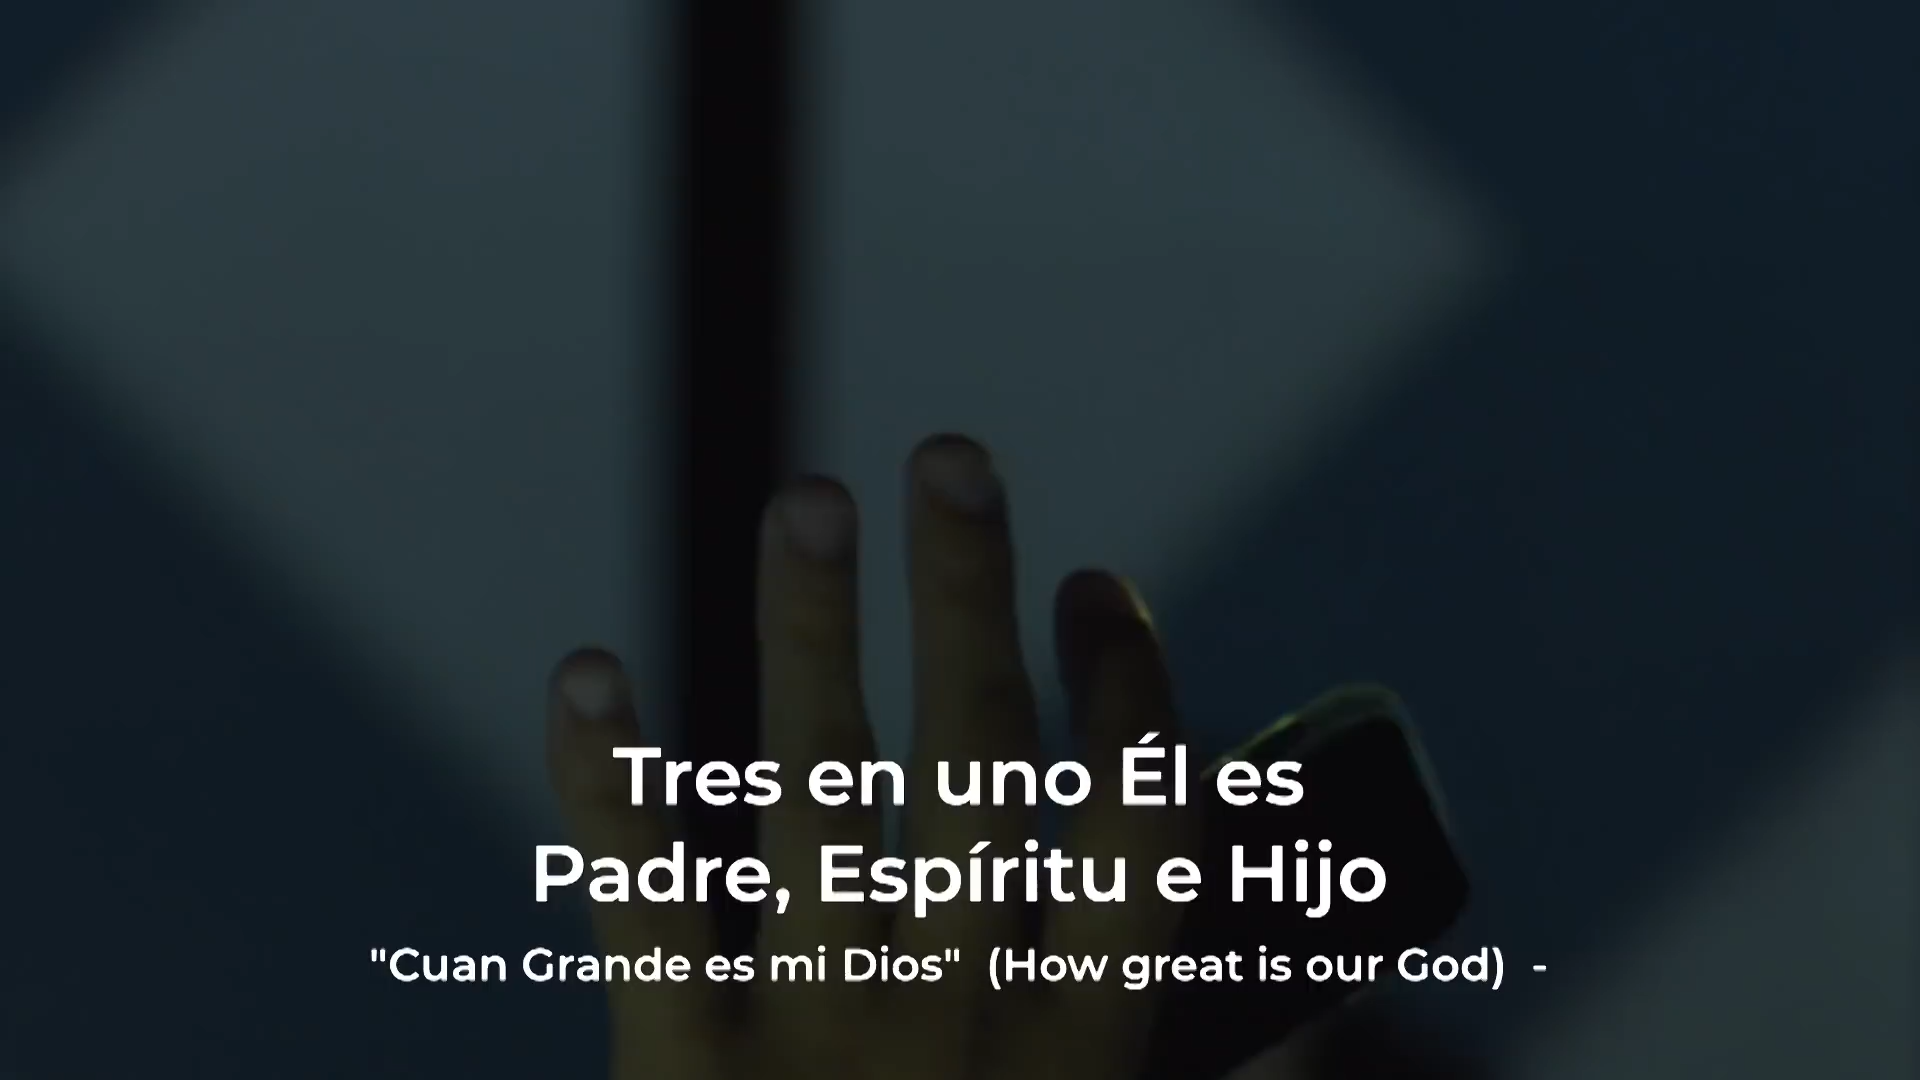 Tres en uno Él es
Padre, Espíritu e Hijo
"Cuan Grande es mi Dios"  (How great is our God)  -